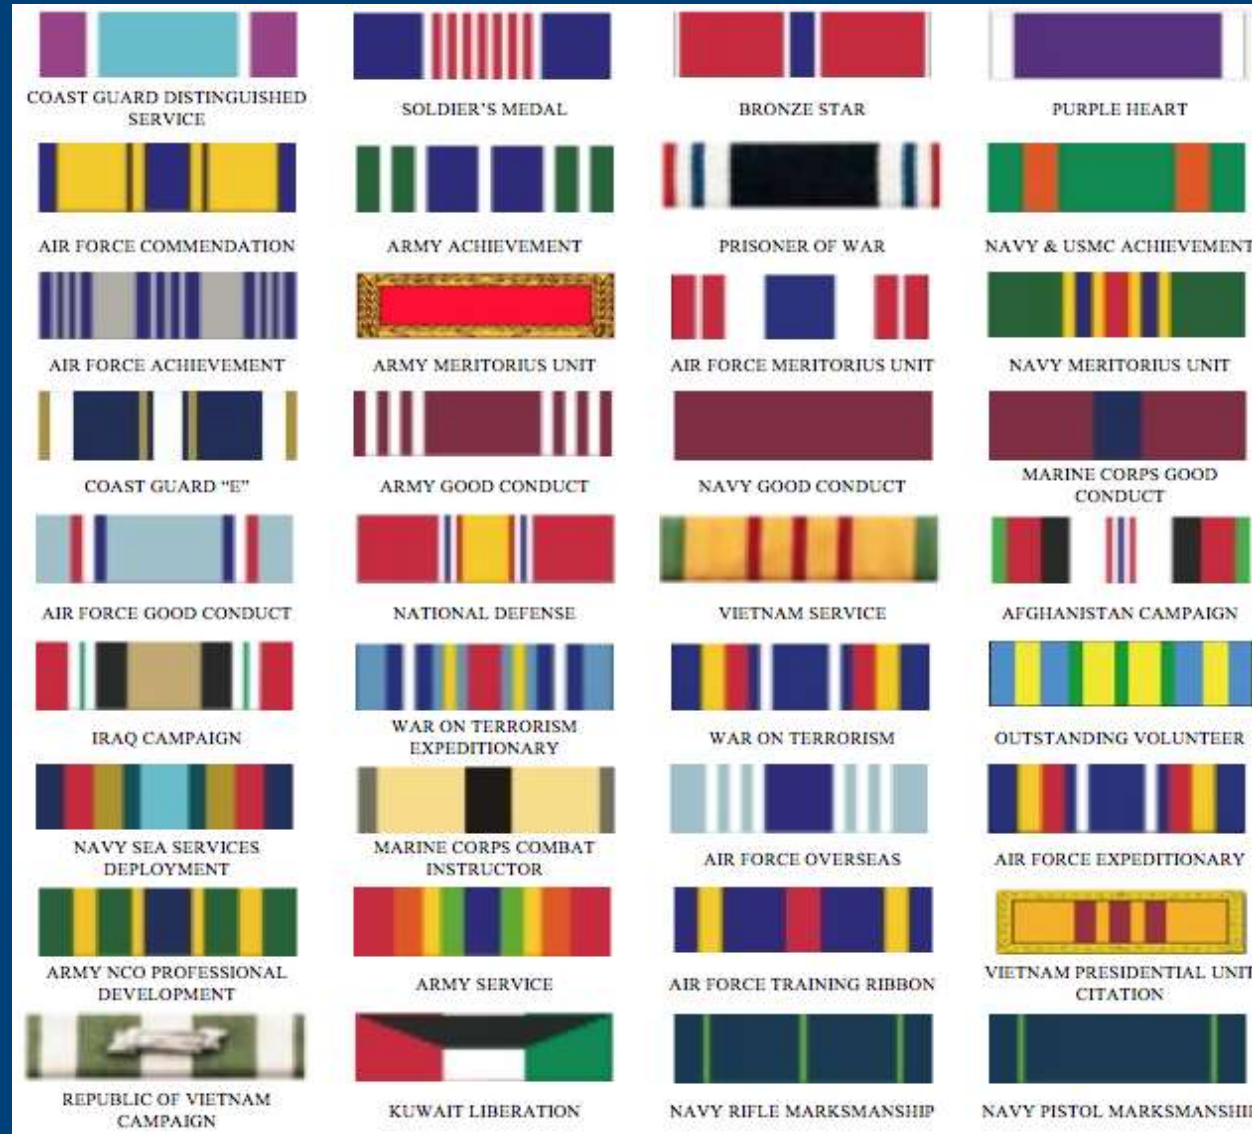 COAST GUARD DISTINGUISHED
SERVICE
SOLDIER'S MEDAL
BRONZE STAR
PURPLE HEART
AIR FORCE COMMENDATION
ARMY ACHIEVEMENT
PRISONER OF WAR
NAVY & USMC ACHIEVEMENT
AIR FORCE ACHIEVEMENT
ARMY MERITORIUS UNIT
AIR FORCE MERITORIUS UNIT
NAVY MERITORIUS UNIT
COAST GUARD "E"
ARMY GOOD CONDUCT
NAVY GOOD CONDUCT
MARINE CORPS GOOD
CONDUCT
AIR FORCE GOOD CONDUCT
NATIONAL DEFENSE
VIETNAM SERVICE
AFGHANISTAN CAMPAIGN
IRAQ CAMPAIGN
WAR ON TERRORISM
EXPEDITIONARY
WAR ON TERRORISM
OUTSTANDING VOLUNTEER
NAVY SEA SERVICES
DEPLOYMENT
MARINE CORPS COMBAT
INSTRUCTOR
AIR FORCE OVERSEAS
AIR FORCE EXPEDITIONARY
ARMY NCO PROFESSIONAL
DEVELOPMENT
ARMY SERVICE
AIR FORCE TRAINING RIBBON
VIETNAM PRESIDENTIAL UNIT
CITATION
REPUBLIC OF VIETNAM
CAMPAIGN
KUWAIT LIBERATION
NAVY RIFLE MARKSMANSHIP
NAVY PISTOL MARKSMANSHIP